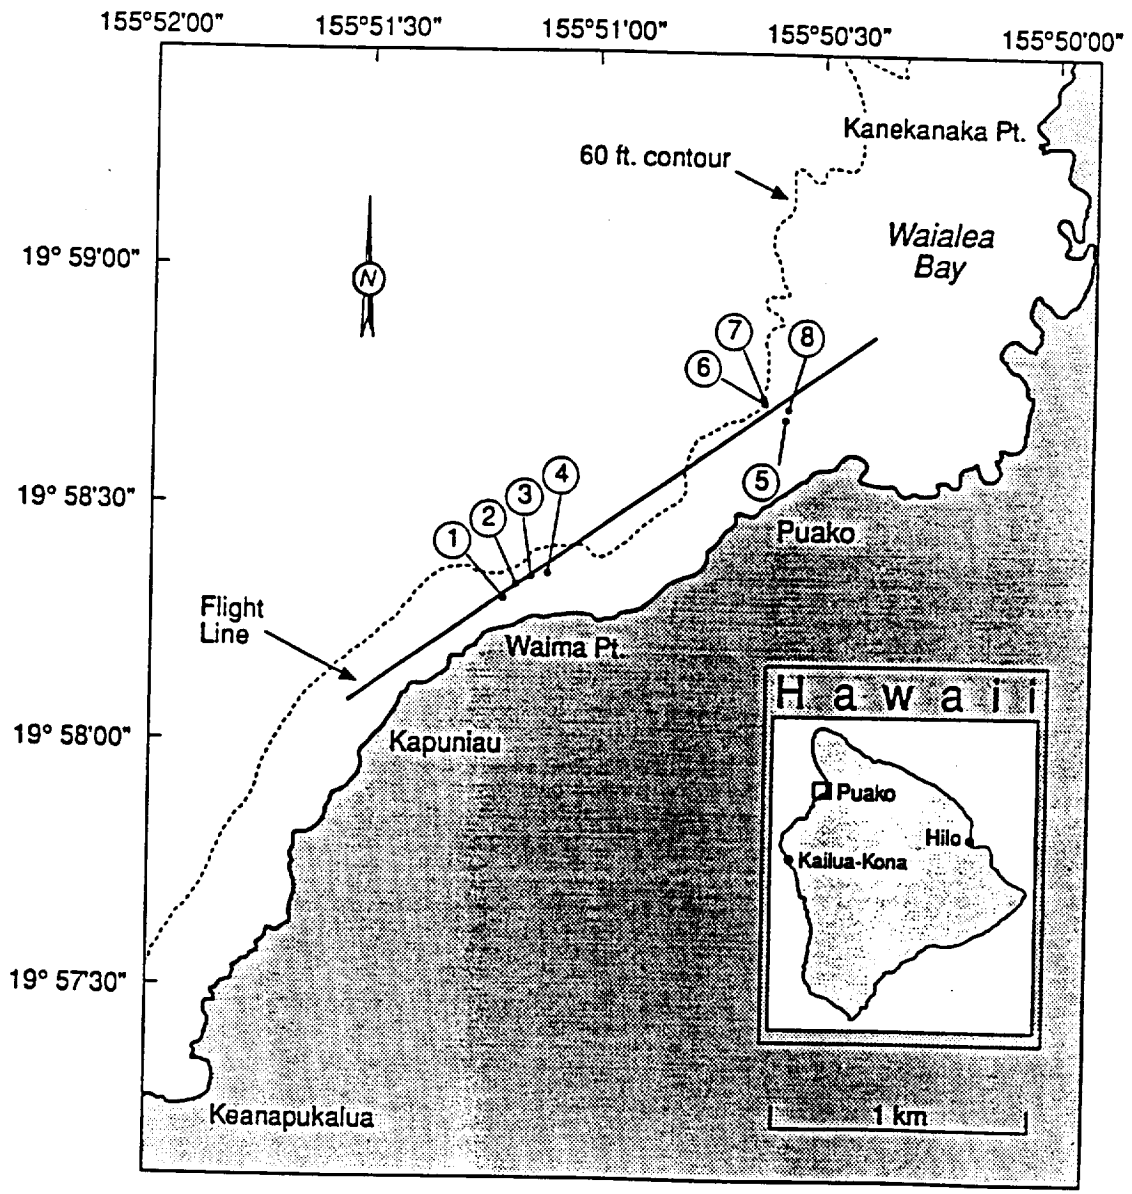 155°52'00" 155°51'30" 155°51'00" 155°50'30" 155°50'00"
Kanekanaka Pt.
60 ft. contour
Waialea
Bay
19° 59'00"
N
7
8
6
4
19° 58'30"
3
5
2
1
Puako
Flight
Line
Waima Pt.
Hawaii
19° 58'00"
Kapuniau
Puako
Hilo
Kailua-Kona
19° 57'30"
Keanapukalua
1 km